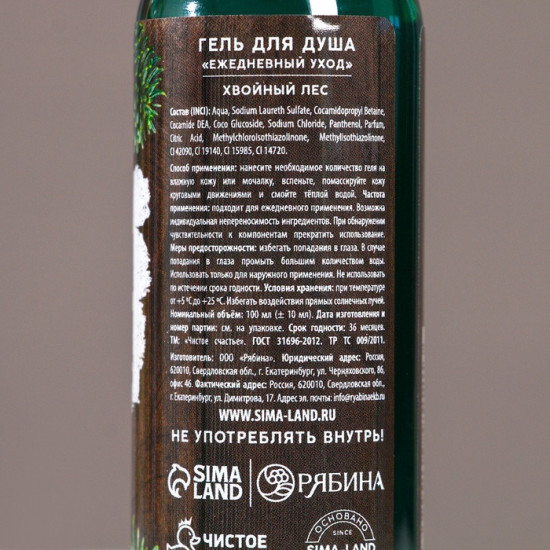 ГЕЛЬ ДЛЯ ДУША
«ЕЖЕДНЕВНЫЙ УХОД»
ХВОЙНЫЙ ЛЕС
Состав (INCI): Aqua, Sodium Laureth Sulfate, Cocamidopropyl Betaine,
Cocamide DEA, Coco Glucoside, Sodium Chloride, Panthenol, Parfum,
Citric Acid, Methylchloroisothiazolinone, Methylisothiazolinone,
CI 42090, CI 19140, CI 15985, CI 14720.
Способ применения: нанесите необходимое количество геля на
влажную кожу или мочалку, вспеньте, помассируйте кожу
круговыми движениями и смойте тёплой водой. Частота
применения: подходит для ежедневного применения. Возможна
индивидуальная непереносимость ингредиентов. При обнаружении
чувствительности к компонентам прекратить использование.
Меры предосторожности: избегать попадания в глаза. В случае
попадания в глаза промыть большим количеством воды.
Использовать только для наружного применения. Не использовать
по истечении срока годности. Условия хранения: при температуре
от +5 °C до +25 °C. Избегать воздействия прямых солнечных лучей.
Номинальный объём: 100 мл (± 10 мл). Дата изготовления и
номер партии: см. на упаковке. Срок годности: 36 месяцев.
ТМ: «Чистое счастье». ГОСТ 31696-2012. ТР ТС 009/2011.
Изготовитель: ООО «Рябина». Юридический адрес: Россия,
620010, Свердловская обл., г. Екатеринбург, ул. Черняховского, 86,
офис 46. Фактический адрес: Россия, 620010, Свердловская обл.,
г. Екатеринбург, ул. Димитрова, 17. Адрес эл. почты: info@ryabinaekb.ru
WWW.SIMA-LAND.RU
НЕ УПОТРЕБЛЯТЬ ВНУТРЬ!
SIMA
LAND
РЯБИНА
ЧИСТОЕ
ОСНОВАНО
SINCE
SIMA-LAND